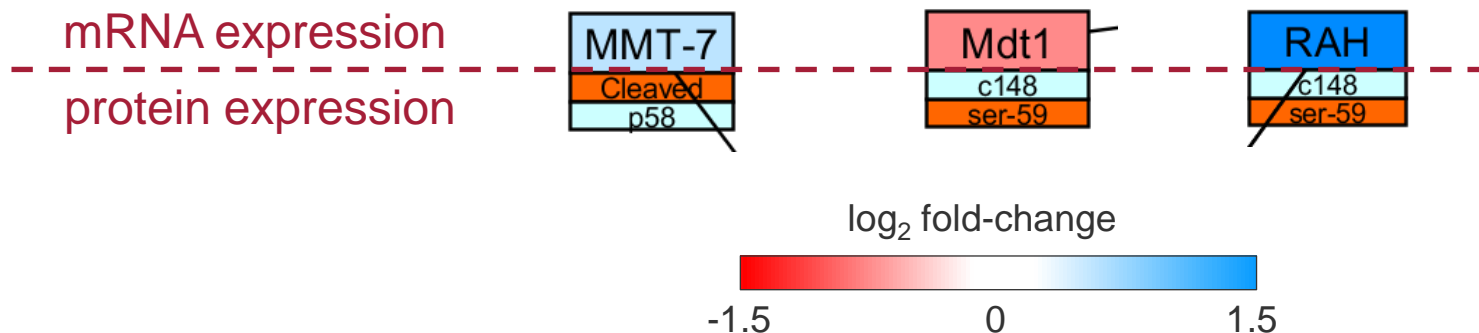 mRNA expression
protein expression
MMT-7
Cleaved
p58
Mdt1
c148
ser-59
RAH
c148
ser-59
log₂ fold-change
-1.5 0 1.5